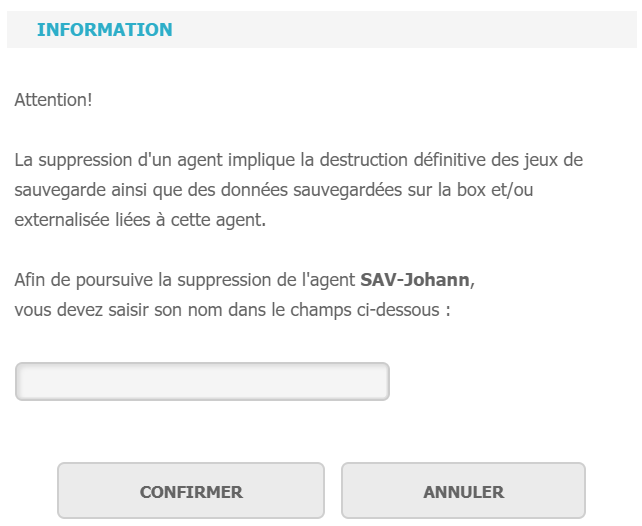 INFORMATION
Attention!
La suppression d'un agent implique la destruction définitive des jeux de
sauvegarde ainsi que des données sauvegardées sur la box et/ou
externalisée liées à cette agent.
Afin de poursuive la suppression de l'agent SAV-Johann,
vous devez saisir son nom dans le champs ci-dessous :
CONFIRMER
ANNULER